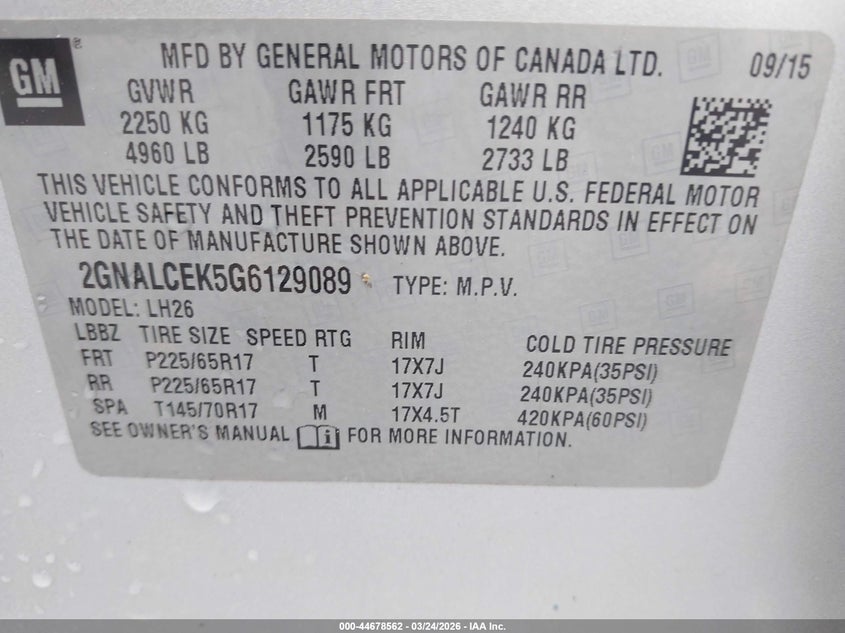 GM ®
MFD BY GENERAL MOTORS OF CANADA LTD. 09/15
GVWR GAWR FRT GAWR RR
2250 KG 1175 KG 1240 KG
4960 LB 2590 LB 2733 LB
THIS VEHICLE CONFORMS TO ALL APPLICABLE U.S. FEDERAL MOTOR
VEHICLE SAFETY AND THEFT PREVENTION STANDARDS IN EFFECT ON
THE DATE OF MANUFACTURE SHOWN ABOVE.
2GNALCEK5G6129089 TYPE: M.P.V.
MODEL: LH26
LBBZ TIRE SIZE SPEED RTG RIM COLD TIRE PRESSURE
FRT P225/65R17 T 17X7J 240KPA(35PSI)
RR P225/65R17 T 17X7J 240KPA(35PSI)
SPA T145/70R17 M 17X4.5T 420KPA(60PSI)
SEE OWNER'S MANUAL i FOR MORE INFORMATION.
000-44678562 — 03/24/2026 — IAA Inc.